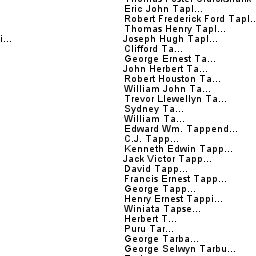 Eric John Tapl...
Robert Frederick Ford Tapl..
Thomas Henry Tapl...
i...
Joseph Hugh Tapl...
Clifford Ta...
George Ernest Ta...
John Herbert Ta...
Robert Houston Ta...
William John Ta...
Trevor Llewellyn Ta...
Sydney Ta...
William Ta...
Edward Wm. Tappend...
C.J. Tapp...
Kenneth Edwin Tapp...
Jack Victor Tapp...
David Tapp...
Francis Ernest Tapp...
George Tapp...
Henry Ernest Tappi...
Winiata Tapse...
Herbert T...
Puru Tar...
George Tarba...
George Selwyn Tarbu...